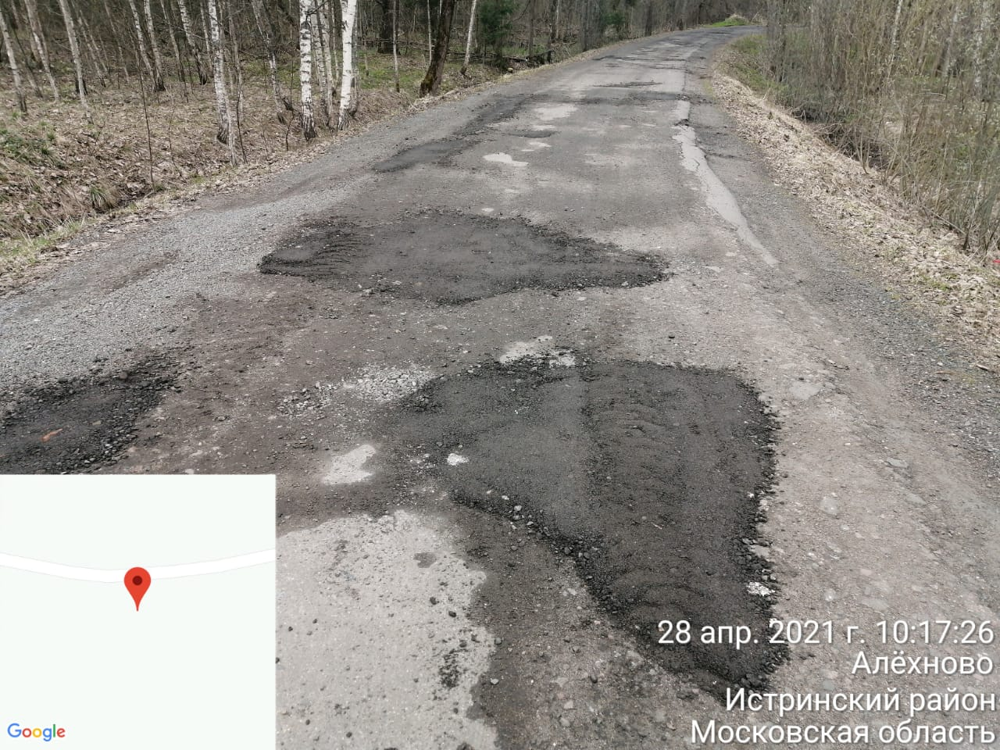 28 апр. 2021 г. 10:17:26
Алёхново
Истринский район
Московская область
Google